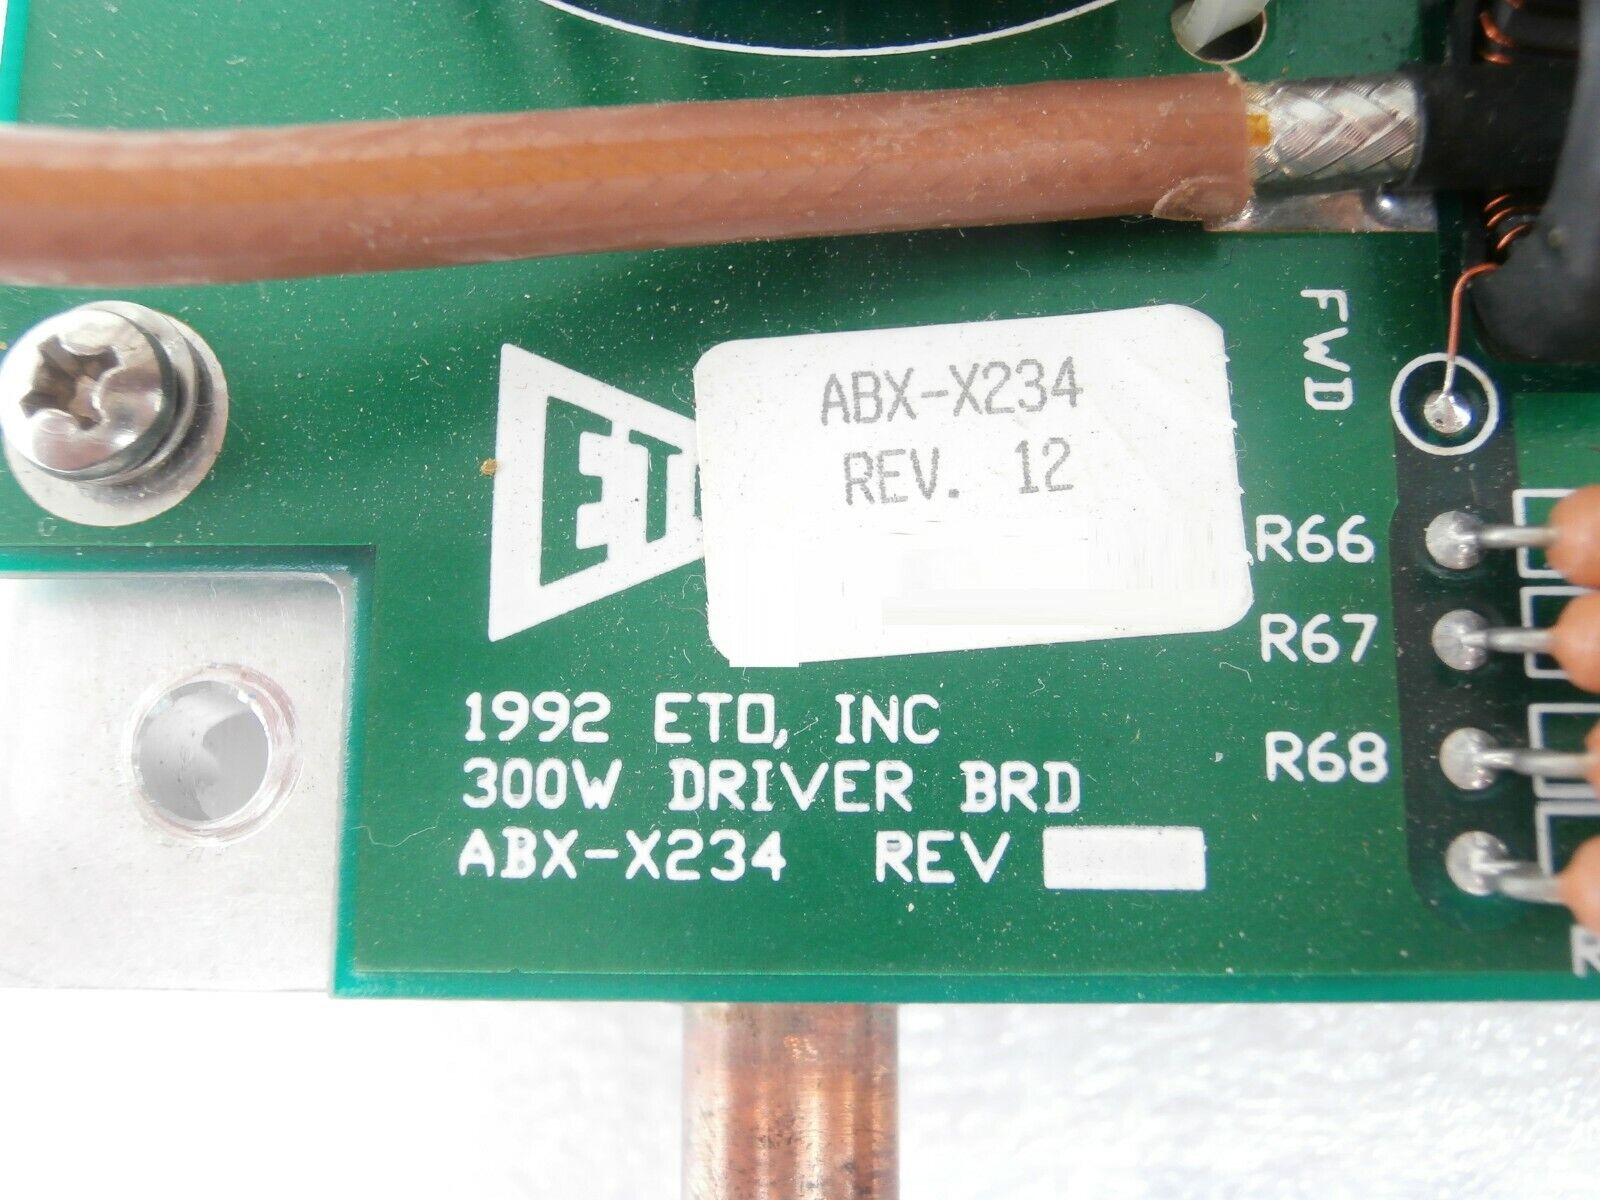 FWD
ABX-X234
REV. 12
ET
R66
R67
R68
1992 ETO, INC
300W DRIVER BRD
ABX-X234 REV
R